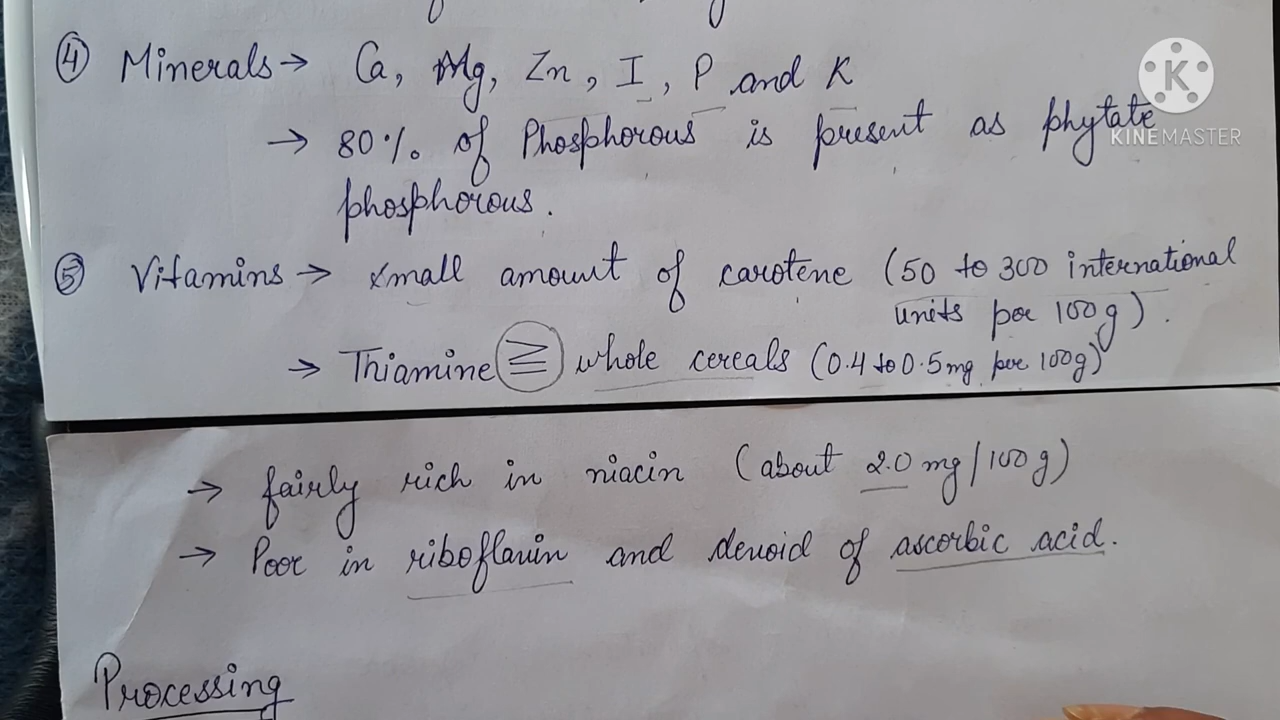 ④ Minerals → Ca, Mg, Zn, I, P and K
→ 80% of Phosphorous is present as phytate
phosphorous.
⑤ Vitamins → small amount of carotene (50 to 300 international
units per 100g).
→ Thiamine ≧ whole cereals (0.4 to 0.5mg per 100g)
→ fairly rich in niacin (about 2.0 mg/100g)
→ Poor in riboflavin and devoid of ascorbic acid.
Processing
K
KINEMASTER